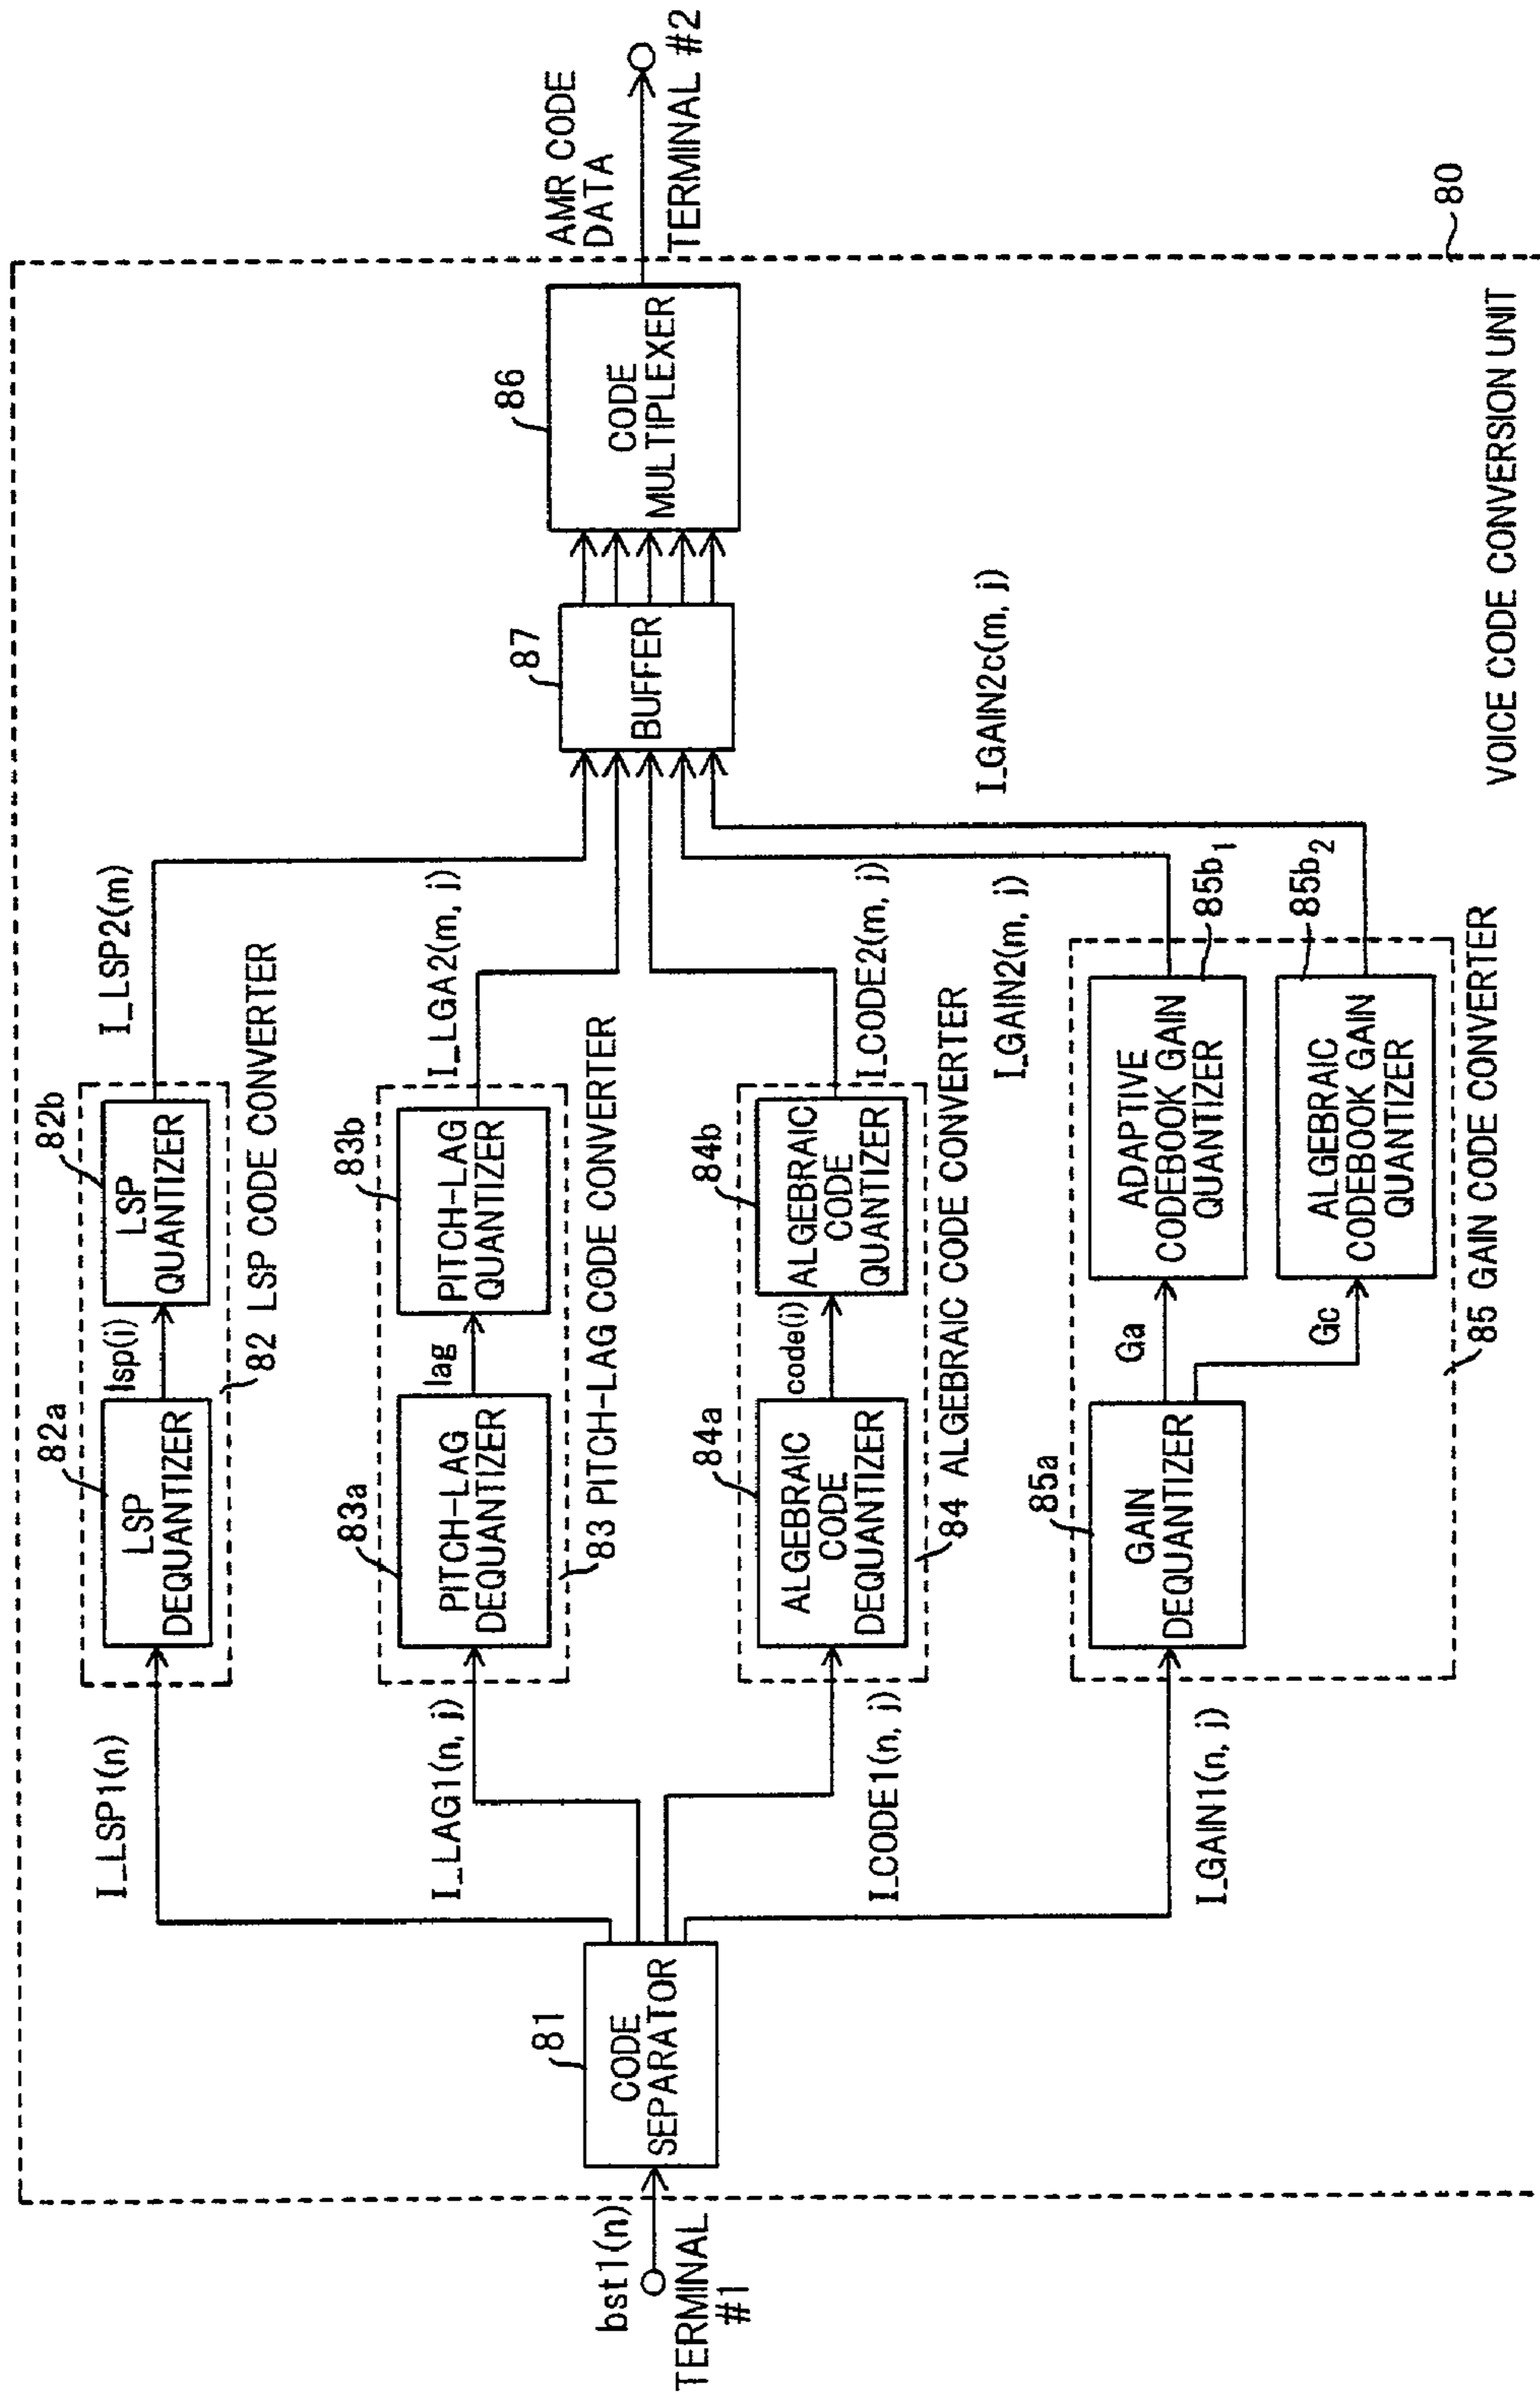 bst1(n)
TERMINAL
#1
81
CODE
SEPARATOR
I_LSP1(n)
I_LAG1(n, j)
I_CODE1(n, j)
I_GAIN1(n, j)
82a
LSP
DEQUANTIZER
lsp(i)
82b
LSP
QUANTIZER
82 LSP CODE CONVERTER
I_LSP2(m)
83a
PITCH-LAG
DEQUANTIZER
lag
83b
PITCH-LAG
QUANTIZER
83 PITCH-LAG CODE CONVERTER
I_LGA2(m, j)
84a
ALGEBRAIC
CODE
DEQUANTIZER
code(i)
84b
ALGEBRAIC
CODE
QUANTIZER
84 ALGEBRAIC CODE CONVERTER
I_CODE2(m, j)
85a
GAIN
DEQUANTIZER
Ga
Gc
ADAPTIVE
CODEBOOK GAIN
QUANTIZER
85b1
ALGEBRAIC
CODEBOOK GAIN
QUANTIZER
85b2
85 GAIN CODE CONVERTER
I_GAIN2(m, j)
I_GAIN2c(m, j)
87
BUFFER
86
CODE
MULTIPLEXER
AMR CODE
DATA
TERMINAL #2
80
VOICE CODE CONVERSION UNIT